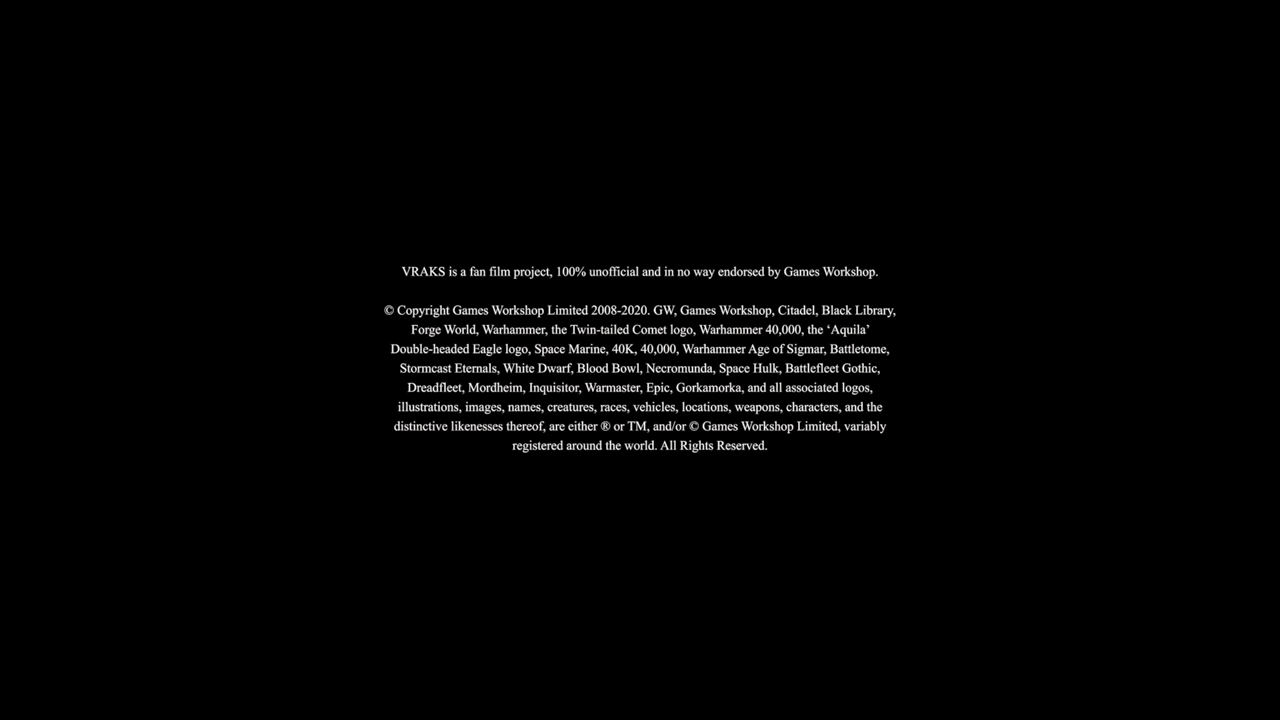 VRAKS is a fan film project, 100% unofficial and in no way endorsed by Games Workshop.
© Copyright Games Workshop Limited 2008-2020. GW, Games Workshop, Citadel, Black Library,
Forge World, Warhammer, the Twin-tailed Comet logo, Warhammer 40,000, the ‘Aquila’
Double-headed Eagle logo, Space Marine, 40K, 40,000, Warhammer Age of Sigmar, Battletome,
Stormcast Eternals, White Dwarf, Blood Bowl, Necromunda, Space Hulk, Battlefleet Gothic,
Dreadfleet, Mordheim, Inquisitor, Warmaster, Epic, Gorkamorka, and all associated logos,
illustrations, images, names, creatures, races, vehicles, locations, weapons, characters, and the
distinctive likenesses thereof, are either ® or TM, and/or © Games Workshop Limited, variably
registered around the world. All Rights Reserved.